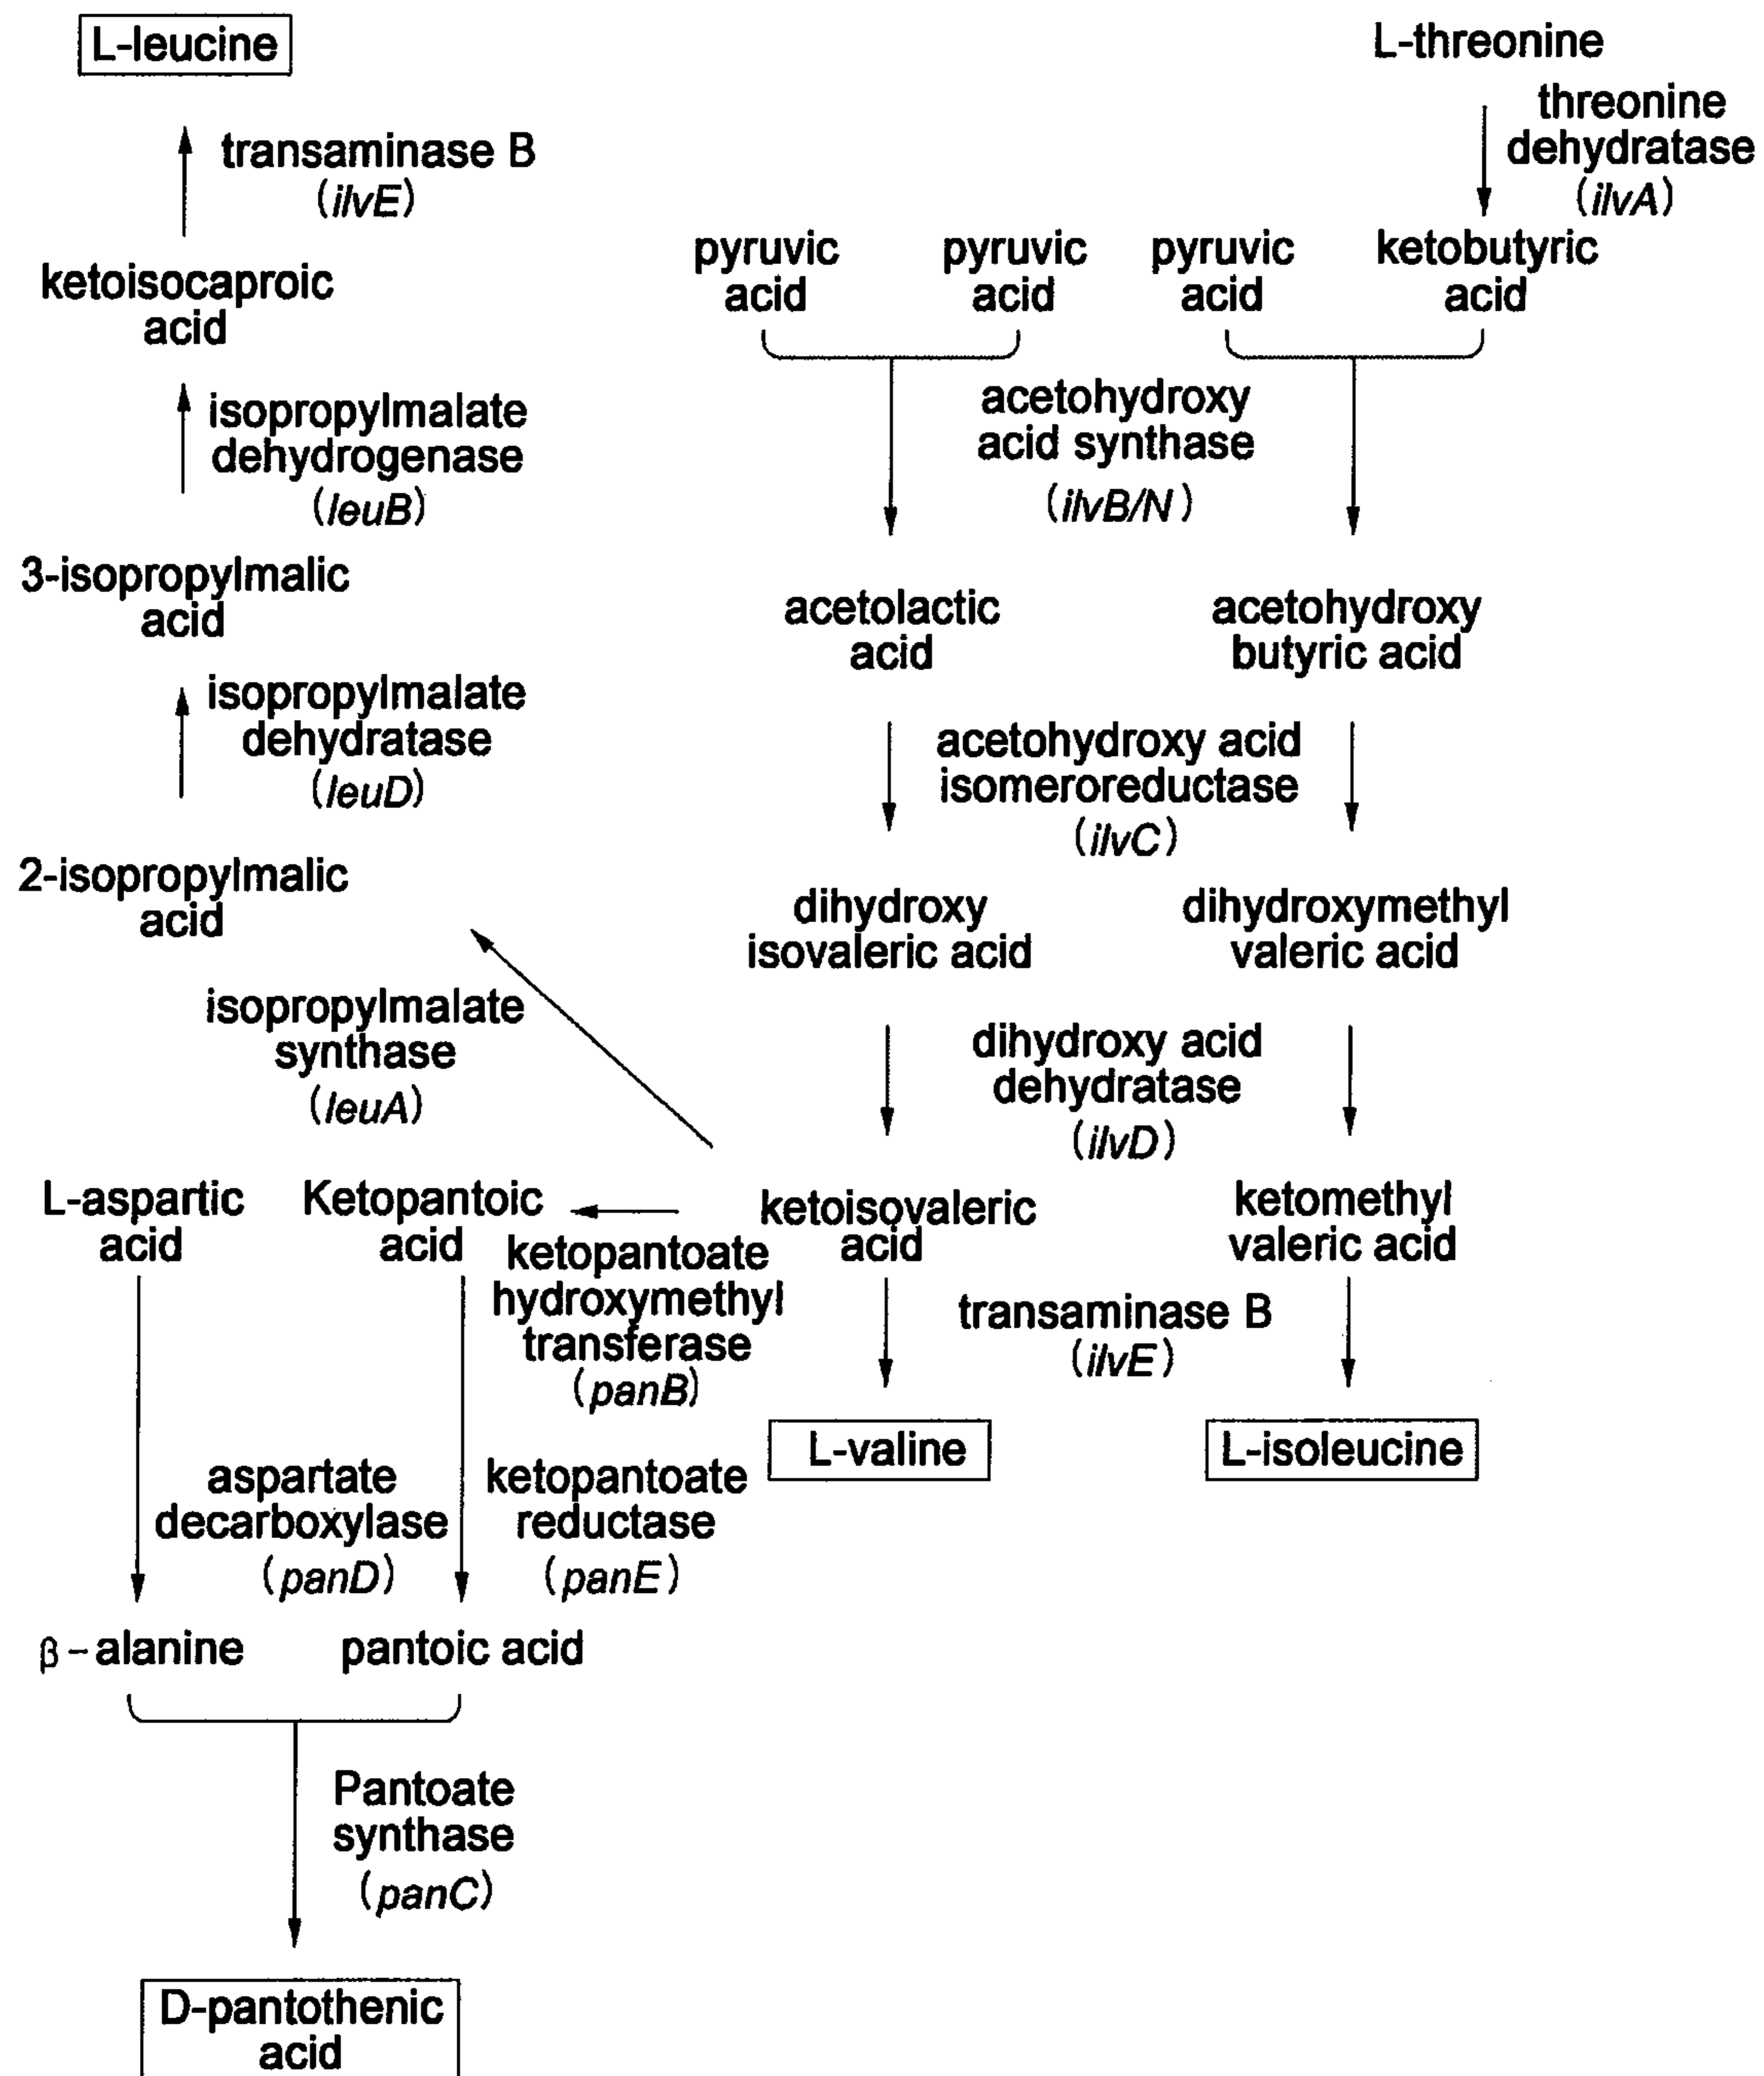 L-leucine
transaminase B
(ilvE)
ketoisocaproic
acid
isopropylmalate
dehydrogenase
(leuB)
3-isopropylmalic
acid
isopropylmalate
dehydratase
(leuD)
2-isopropylmalic
acid
isopropylmalate
synthase
(leuA)
L-threonine
threonine
dehydratase
(ilvA)
pyruvic
acid
pyruvic
acid
pyruvic
acid
ketobutyric
acid
acetohydroxy
acid synthase
(ilvB/N)
acetolactic
acid
acetohydroxy
butyric acid
acetohydroxy acid
isomeroreductase
(ilvC)
dihydroxy
isovaleric acid
dihydroxymethyl
valeric acid
dihydroxy acid
dehydratase
(ilvD)
ketoisovaleric
acid
ketomethyl
valeric acid
transaminase B
(ilvE)
L-valine
L-isoleucine
L-aspartic
acid
Ketopantoic
acid
ketopantoate
hydroxymethyl
transferase
(panB)
aspartate
decarboxylase
(panD)
ketopantoate
reductase
(panE)
β-alanine
pantoic acid
Pantoate
synthase
(panC)
D-pantothenic
acid